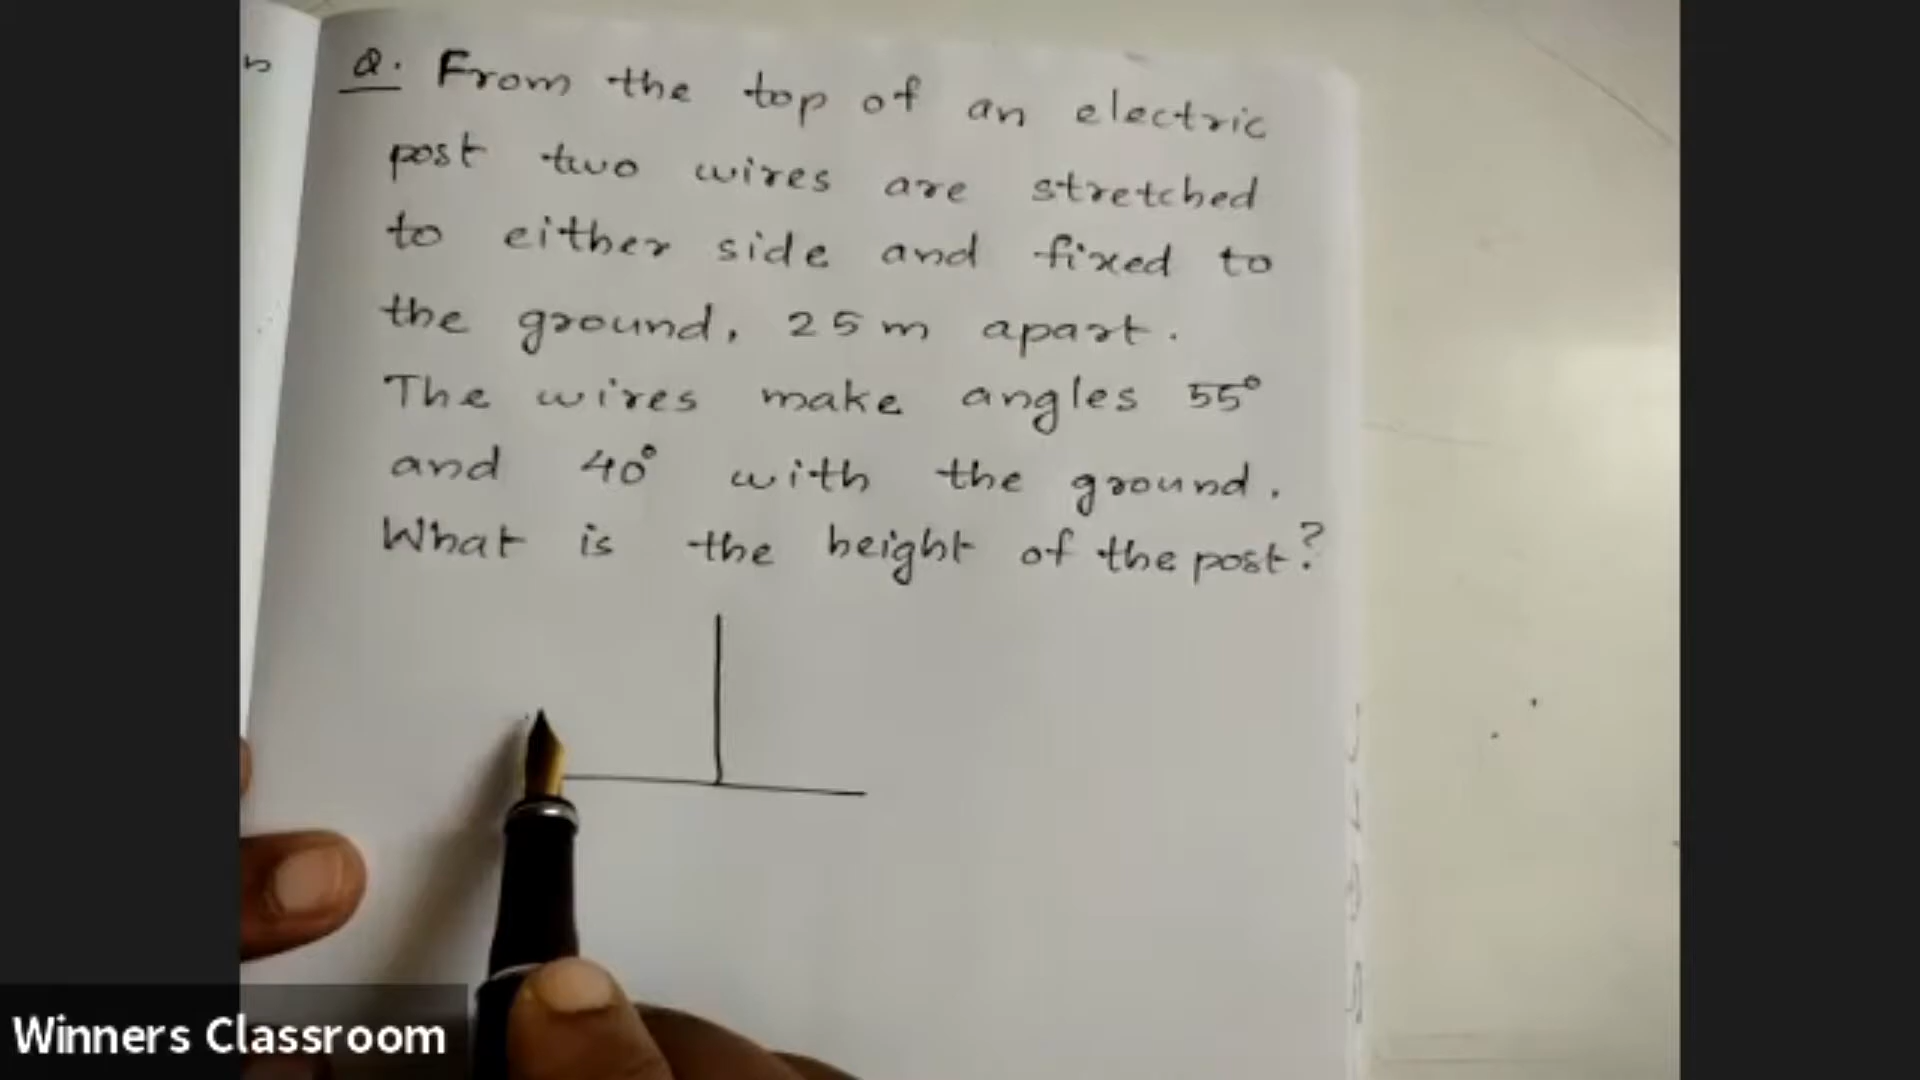 Q. From the top of an electric
post two wires are stretched
to either side and fixed to
the ground, 25 m apart.
The wires make angles 55°
and 40° with the ground.
What is the height of the post?
Winners Classroom